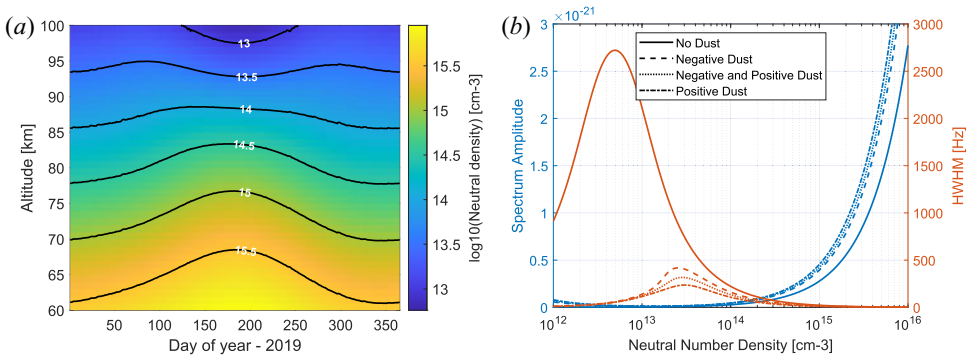 (a)
100
95
90
85
80
75
70
65
60
Altitude [km]
13
13.5
14
14.5
15
15.5
50 100 150 200 250 300 350
Day of year - 2019
15.5
15
14.5
14
13.5
13
log10(Neutral density) [cm-3]
(b)
×10-21
3
2.5
2
1.5
1
0.5
0
Spectrum Amplitude
No Dust
Negative Dust
Negative and Positive Dust
Positive Dust
3000
2500
2000
1500
1000
500
0
HWHM [Hz]
10^12 10^13 10^14 10^15 10^16
Neutral Number Density [cm-3]